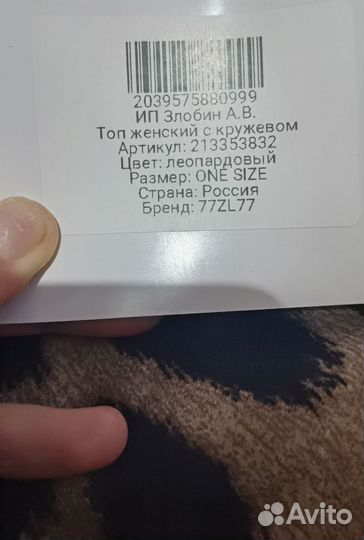 2039575880999
ИП Злобин А.В.
Топ женский с кружевом
Артикул: 213353832
Цвет: леопардовый
Размер: ONE SIZE
Страна: Россия
Бренд: 77ZL77
Avito